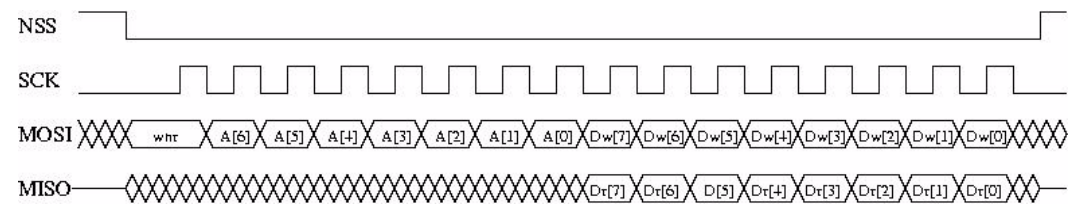 NSS
SCK
MOSI wnr A[6] A[5] A[4] A[3] A[2] A[1] A[0] Dw[7] Dw[6] Dw[5] Dw[4] Dw[3] Dw[2] Dw[1] Dw[0]
MISO Dr[7] Dr[6] D[5] Dr[4] Dr[3] Dr[2] Dr[1] Dr[0]